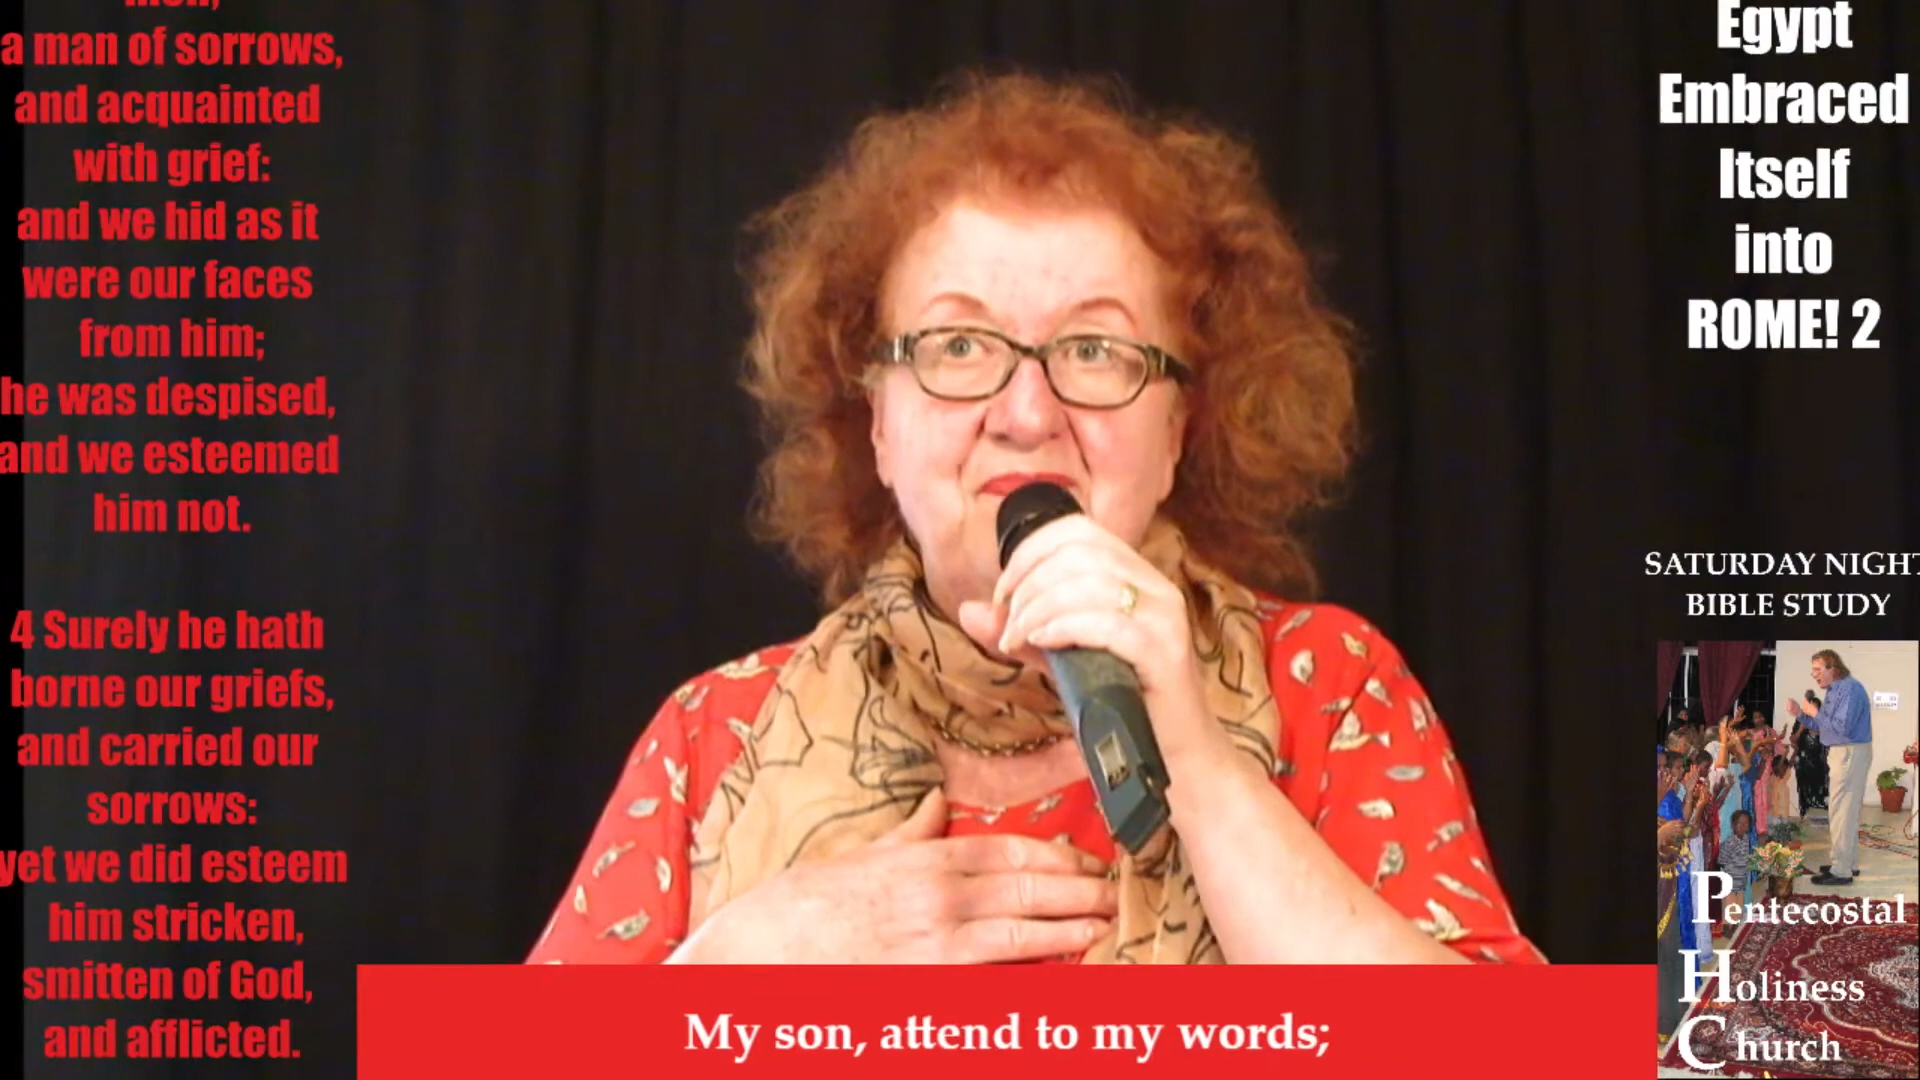 men,
a man of sorrows,
and acquainted
with grief:
and we hid as it
were our faces
from him;
he was despised,
and we esteemed
him not.
4 Surely he hath
borne our griefs,
and carried our
sorrows:
yet we did esteem
him stricken,
smitten of God,
and afflicted.
My son, attend to my words;
Egypt
Embraced
Itself
into
ROME! 2
SATURDAY NIGHT
BIBLE STUDY
Pentecostal
Holiness
Church